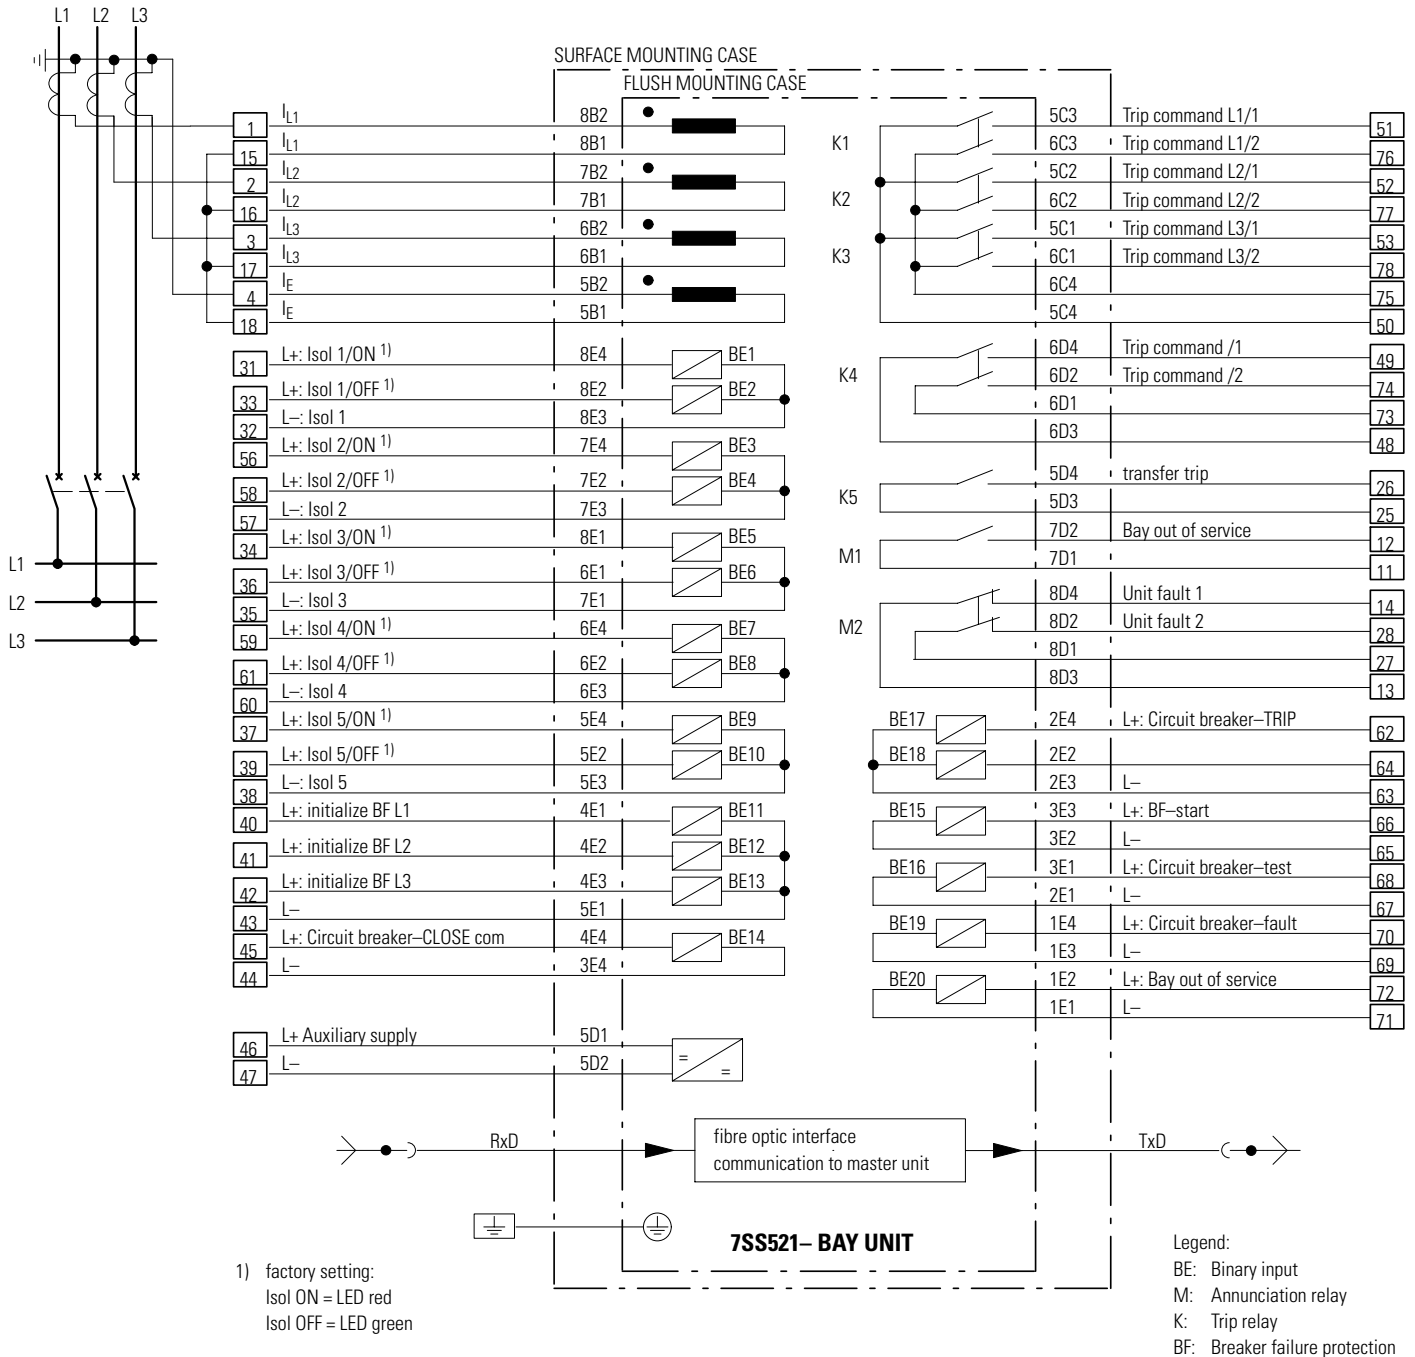 L1 L2 L3
SURFACE MOUNTING CASE
FLUSH MOUNTING CASE
1 IL1 8B2
15 IL1 8B1
2 IL2 7B2
16 IL2 7B1
3 IL3 6B2
17 IL3 6B1
4 IE 5B2
18 IE 5B1
31 L+: Isol 1/ON 1) 8E4 BE1
33 L+: Isol 1/OFF 1) 8E2 BE2
32 L–: Isol 1 8E3
56 L+: Isol 2/ON 1) 7E4 BE3
58 L+: Isol 2/OFF 1) 7E2 BE4
57 L–: Isol 2 7E3
34 L+: Isol 3/ON 1) 8E1 BE5
36 L+: Isol 3/OFF 1) 6E1 BE6
35 L–: Isol 3 7E1
59 L+: Isol 4/ON 1) 6E4 BE7
61 L+: Isol 4/OFF 1) 6E2 BE8
60 L–: Isol 4 6E3
37 L+: Isol 5/ON 1) 5E4 BE9
39 L+: Isol 5/OFF 1) 5E2 BE10
38 L–: Isol 5 5E3
40 L+: initialize BF L1 4E1 BE11
41 L+: initialize BF L2 4E2 BE12
42 L+: initialize BF L3 4E3 BE13
43 L– 5E1
45 L+: Circuit breaker–CLOSE com 4E4 BE14
44 L– 3E4
46 L+ Auxiliary supply 5D1
47 L– 5D2
= =
L1
L2
L3
K1 5C3 Trip command L1/1 51
6C3 Trip command L1/2 76
K2 5C2 Trip command L2/1 52
6C2 Trip command L2/2 77
K3 5C1 Trip command L3/1 53
6C1 Trip command L3/2 78
6C4 75
5C4 50
K4 6D4 Trip command /1 49
6D2 Trip command /2 74
6D1 73
6D3 48
K5 5D4 transfer trip 26
5D3 25
M1 7D2 Bay out of service 12
7D1 11
M2 8D4 Unit fault 1 14
8D2 Unit fault 2 28
8D1 27
8D3 13
BE17 2E4 L+: Circuit breaker–TRIP 62
BE18 2E2 64
2E3 L– 63
BE15 3E3 L+: BF–start 66
3E2 L– 65
BE16 3E1 L+: Circuit breaker–test 68
2E1 L– 67
BE19 1E4 L+: Circuit breaker–fault 70
1E3 L– 69
BE20 1E2 L+: Bay out of service 72
1E1 L– 71
RxD
fibre optic interface
communication to master unit
TxD
7SS521– BAY UNIT
1) factory setting:
Isol ON = LED red
Isol OFF = LED green
Legend:
BE: Binary input
M: Annunciation relay
K: Trip relay
BF: Breaker failure protection